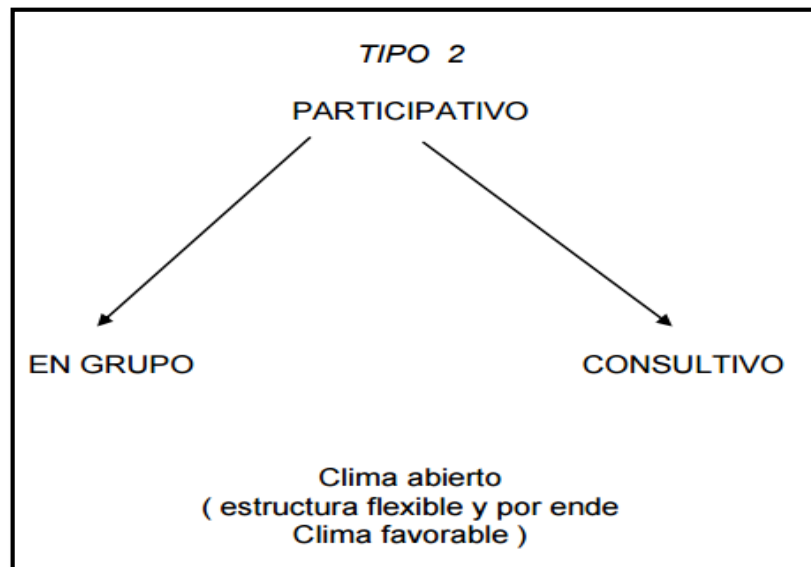 TIPO 2
PARTICIPATIVO
EN GRUPO
CONSULTIVO
Clima abierto
( estructura flexible y por ende
Clima favorable )